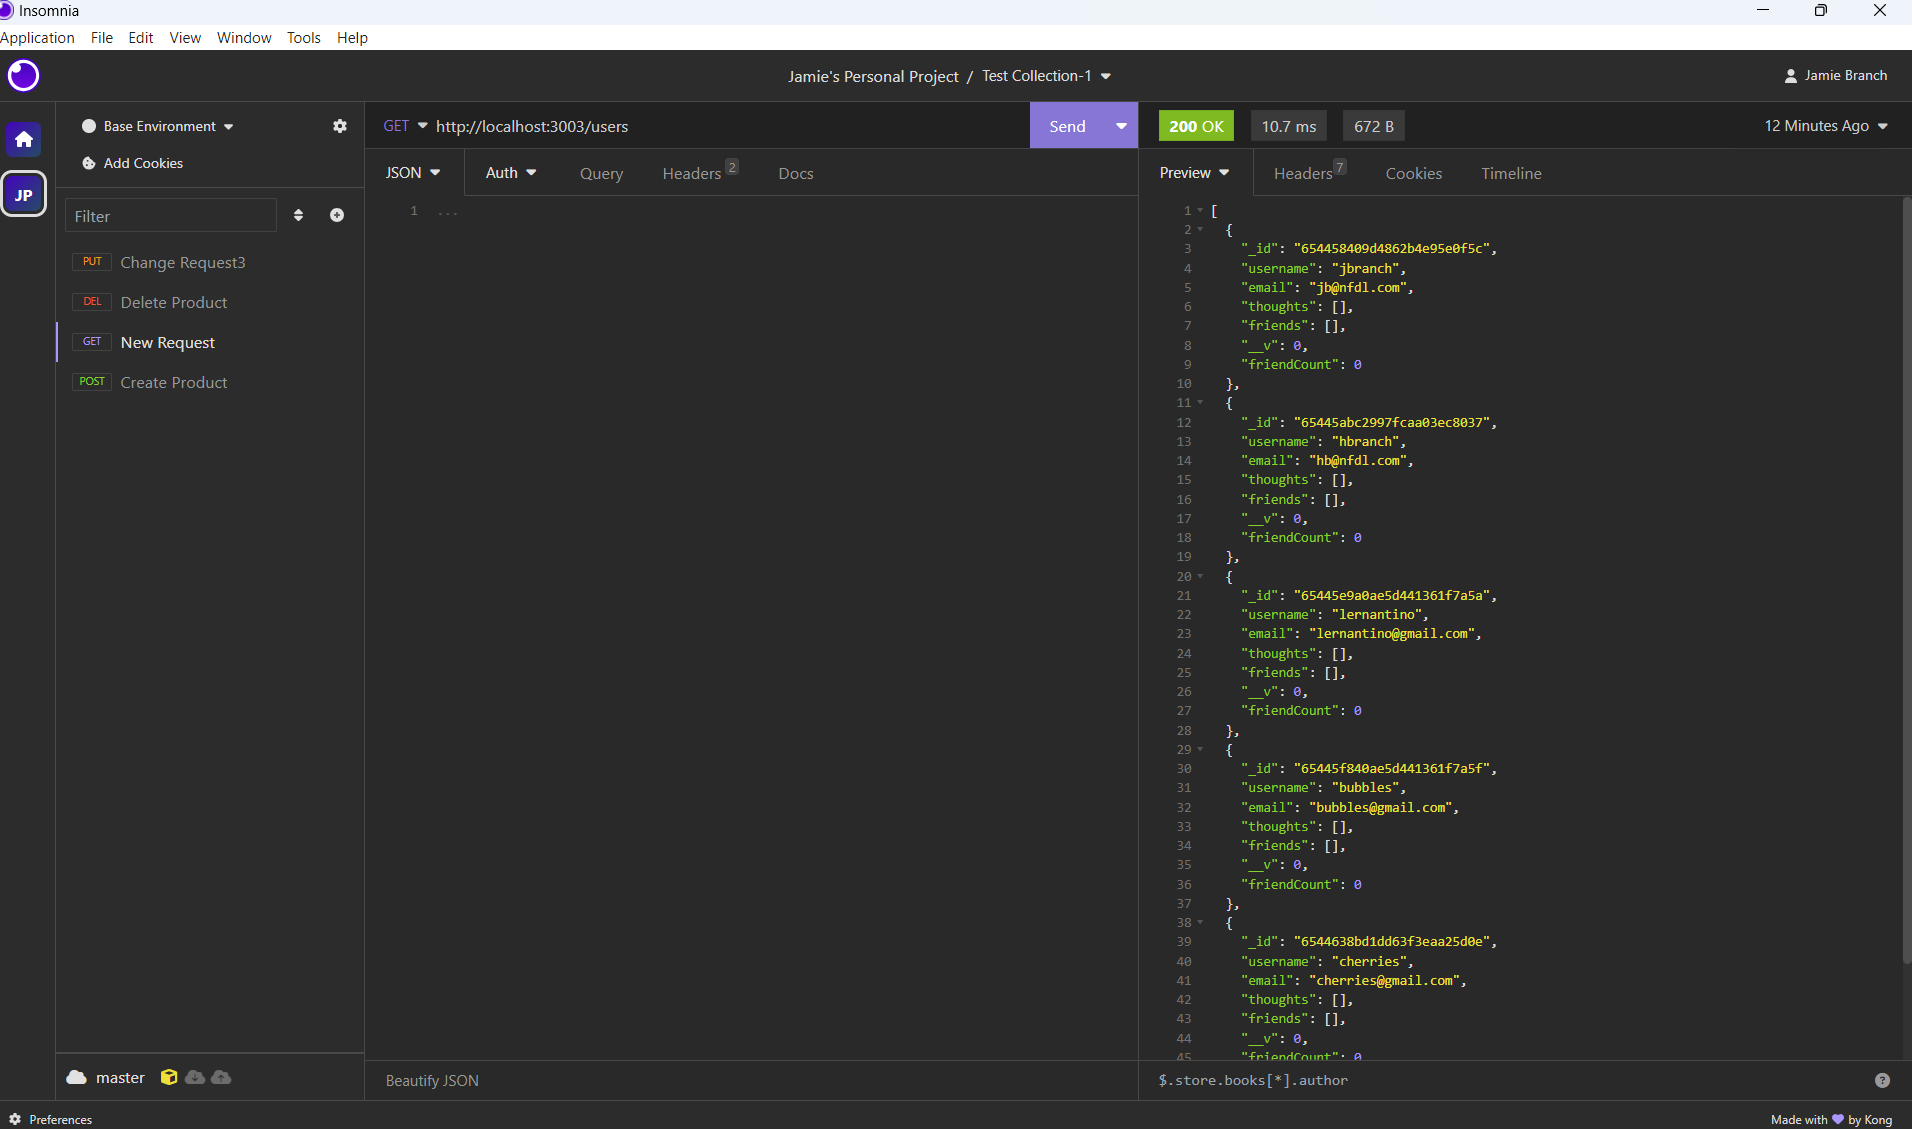 Insomnia
Application File Edit View Window Tools Help
Jamie's Personal Project / Test Collection-1
Jamie Branch
JP
Base Environment
Add Cookies
Filter
PUT Change Request3
DEL Delete Product
GET New Request
POST Create Product
master
Preferences
GET http://localhost:3003/users
Send
JSON Auth Query Headers 2 Docs
1 ...
Beautify JSON
200 OK 10.7 ms 672 B 12 Minutes Ago
Preview Headers 7 Cookies Timeline
1 [
2 {
3 "_id": "654458409d4862b4e95e0f5c",
4 "username": "jbranch",
5 "email": "jb@nfdl.com",
6 "thoughts": [],
7 "friends": [],
8 "__v": 0,
9 "friendCount": 0
10 },
11 {
12 "_id": "65445abc2997fcaa03ec8037",
13 "username": "hbranch",
14 "email": "hb@nfdl.com",
15 "thoughts": [],
16 "friends": [],
17 "__v": 0,
18 "friendCount": 0
19 },
20 {
21 "_id": "65445e9a0ae5d441361f7a5a",
22 "username": "lernantino",
23 "email": "lernantino@gmail.com",
24 "thoughts": [],
25 "friends": [],
26 "__v": 0,
27 "friendCount": 0
28 },
29 {
30 "_id": "65445f840ae5d441361f7a5f",
31 "username": "bubbles",
32 "email": "bubbles@gmail.com",
33 "thoughts": [],
34 "friends": [],
35 "__v": 0,
36 "friendCount": 0
37 },
38 {
39 "_id": "6544638bd1dd63f3eaa25d0e",
40 "username": "cherries",
41 "email": "cherries@gmail.com",
42 "thoughts": [],
43 "friends": [],
44 "__v": 0,
45 "friendCount": 0
$.store.books[*].author
?
Made with by Kong